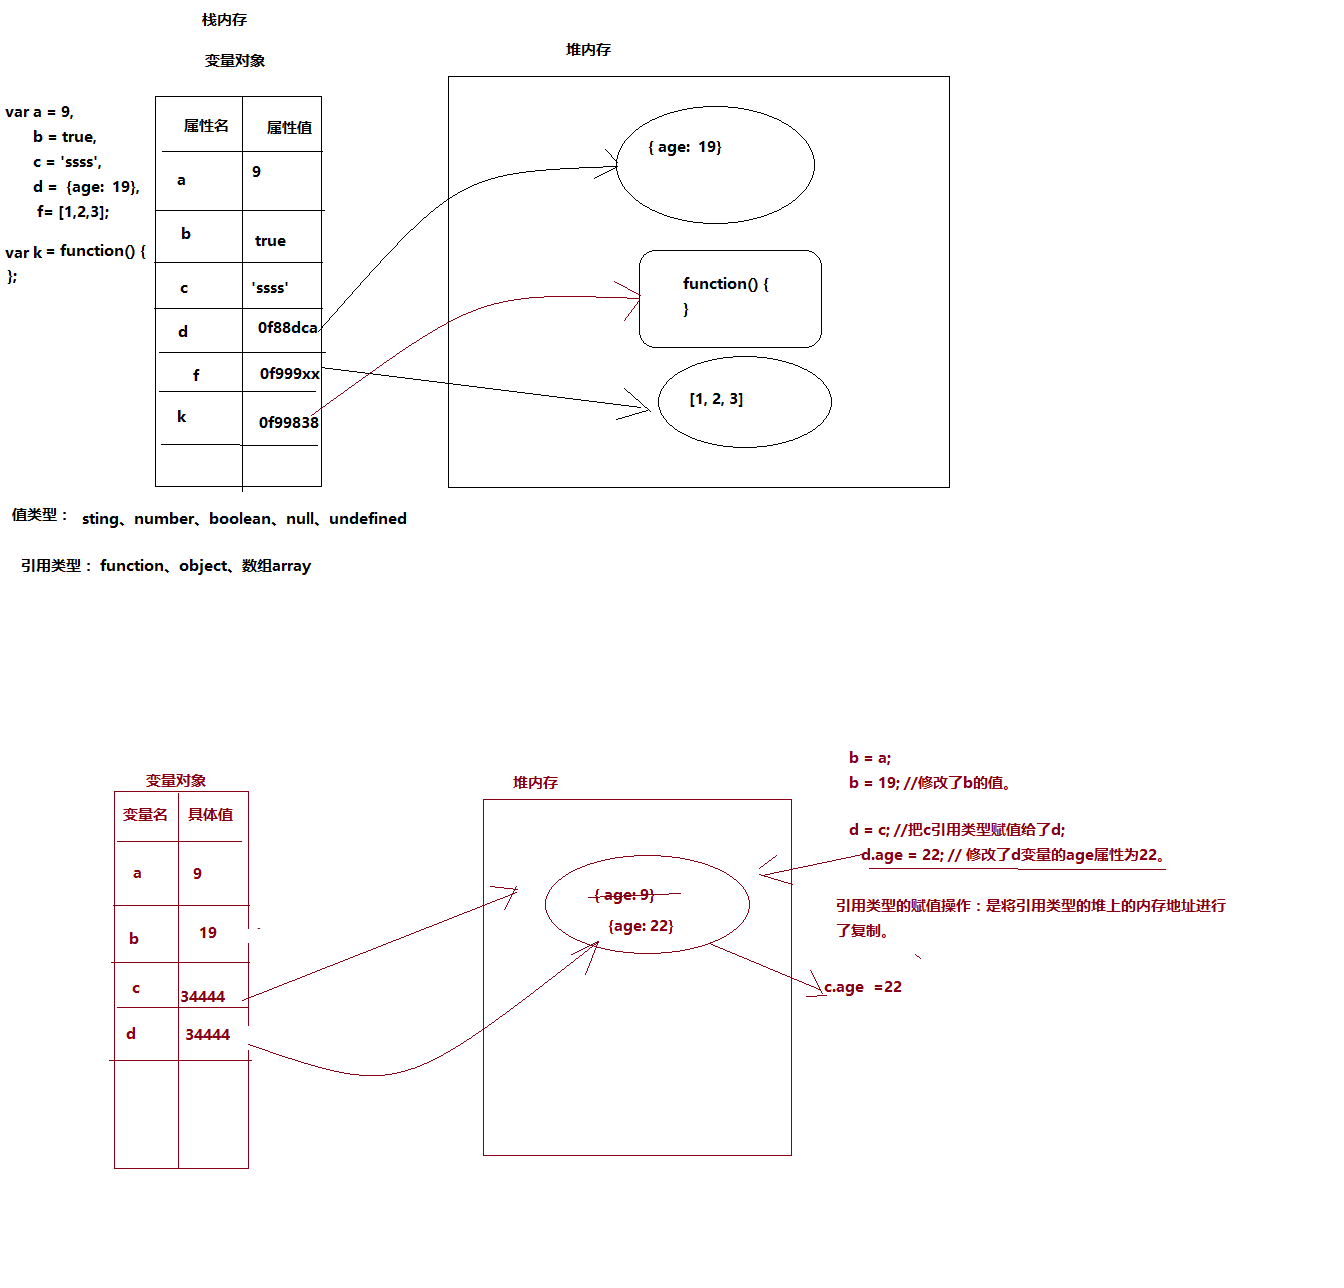 栈内存
变量对象
堆内存
var a = 9,
b = true,
c = 'ssss',
d =  {age:  19},
f= [1,2,3];
var k = function() {
};
属性名 属性值
a 9
b true
c 'ssss'
d 0f88dca
f 0f999xx
k 0f99838
{ age:  19}
function() {
}
[1, 2, 3]
值类型： sting、number、boolean、null、undefined
引用类型： function、object、数组array
变量对象
变量名 具体值
a 9
b 19
c 34444
d 34444
堆内存
{ age: 9}
{age: 22}
b = a;
b = 19; //修改了b的值。
d = c; //把c引用类型赋值给了d;
d.age = 22; // 修改了d变量的age属性为22。
引用类型的赋值操作：是将引用类型的堆上的内存地址进行
了复制。
c.age  =22